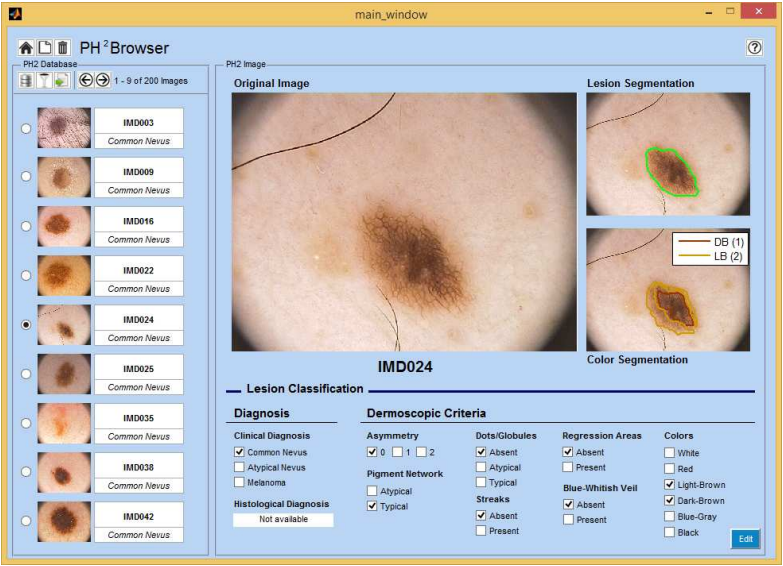 main_window
PH2Browser
PH2 Database
1 - 9 of 200 Images
IMD003
Common Nevus
IMD009
Common Nevus
IMD016
Common Nevus
IMD022
Common Nevus
IMD024
Common Nevus
IMD025
Common Nevus
IMD035
Common Nevus
IMD038
Common Nevus
IMD042
Common Nevus
PH2 Image
Original Image
Lesion Segmentation
DB (1)
LB (2)
Color Segmentation
IMD024
Lesion Classification
Diagnosis
Clinical Diagnosis
Common Nevus
Atypical Nevus
Melanoma
Histological Diagnosis
Not available
Dermoscopic Criteria
Asymmetry
0 1 2
Pigment Network
Atypical
Typical
Dots/Globules
Absent
Atypical
Typical
Streaks
Absent
Present
Regression Areas
Absent
Present
Blue-Whitish Veil
Absent
Present
Colors
White
Red
Light-Brown
Dark-Brown
Blue-Gray
Black
Edit